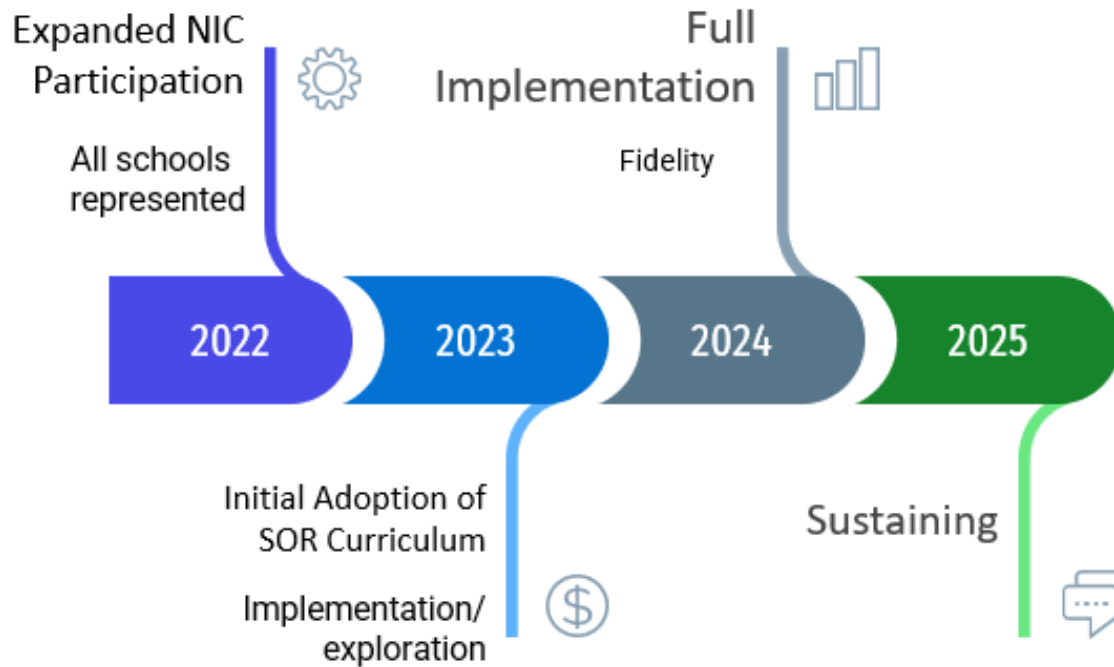 Expanded NIC
Participation
All schools
represented
Full
Implementation
Fidelity
2022
2023
2024
2025
Initial Adoption of
SOR Curriculum
Implementation/
exploration
Sustaining